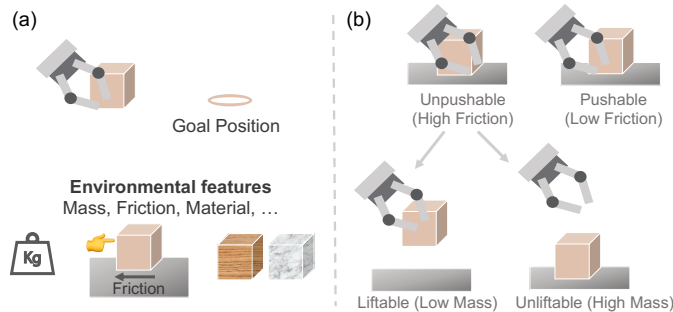 (a)
Goal Position
Environmental features
Mass, Friction, Material, ...
Kg
Friction
(b)
Unpushable
(High Friction)
Pushable
(Low Friction)
Liftable (Low Mass)
Unliftable (High Mass)